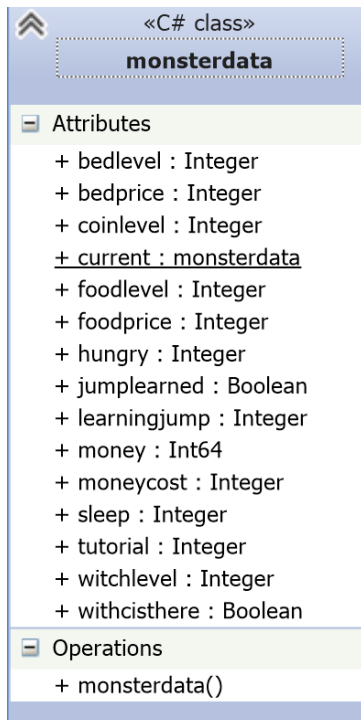 «C# class»
monsterdata
Attributes
+ bedlevel : Integer
+ bedprice : Integer
+ coinlevel : Integer
+ current : monsterdata
+ foodlevel : Integer
+ foodprice : Integer
+ hungry : Integer
+ jumplearned : Boolean
+ learningjump : Integer
+ money : Int64
+ moneycost : Integer
+ sleep : Integer
+ tutorial : Integer
+ witchlevel : Integer
+ withcisthere : Boolean
Operations
+ monsterdata()